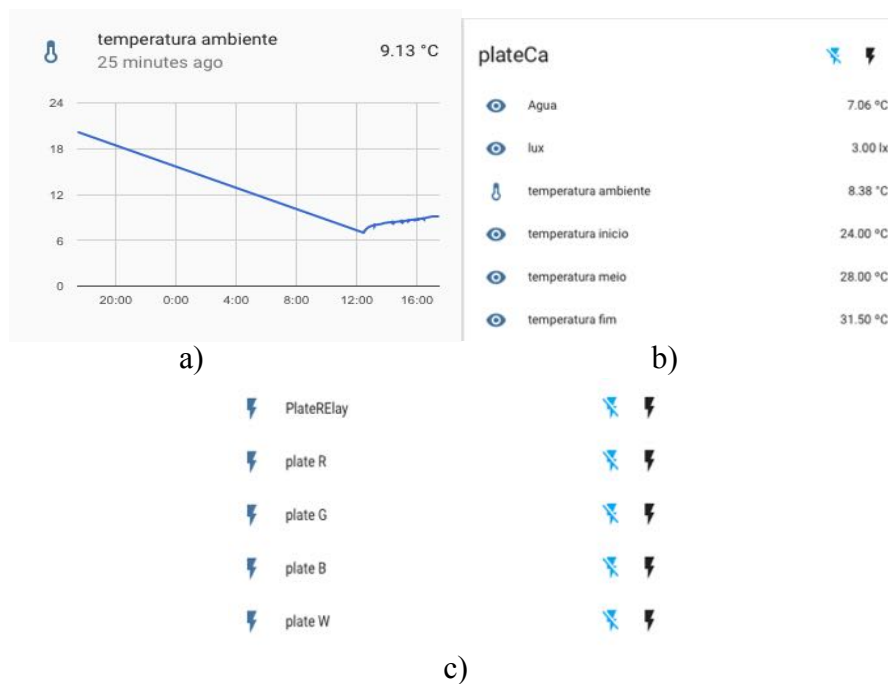 temperatura ambiente
25 minutes ago
9.13 °C
24
18
12
6
0
20:00 0:00 4:00 8:00 12:00 16:00
a)
plateCa
Agua 7.06 °C
lux 3.00 lx
temperatura ambiente 8.38 °C
temperatura inicio 24.00 °C
temperatura meio 28.00 °C
temperatura fim 31.50 °C
b)
PlateRElay
plate R
plate G
plate B
plate W
c)